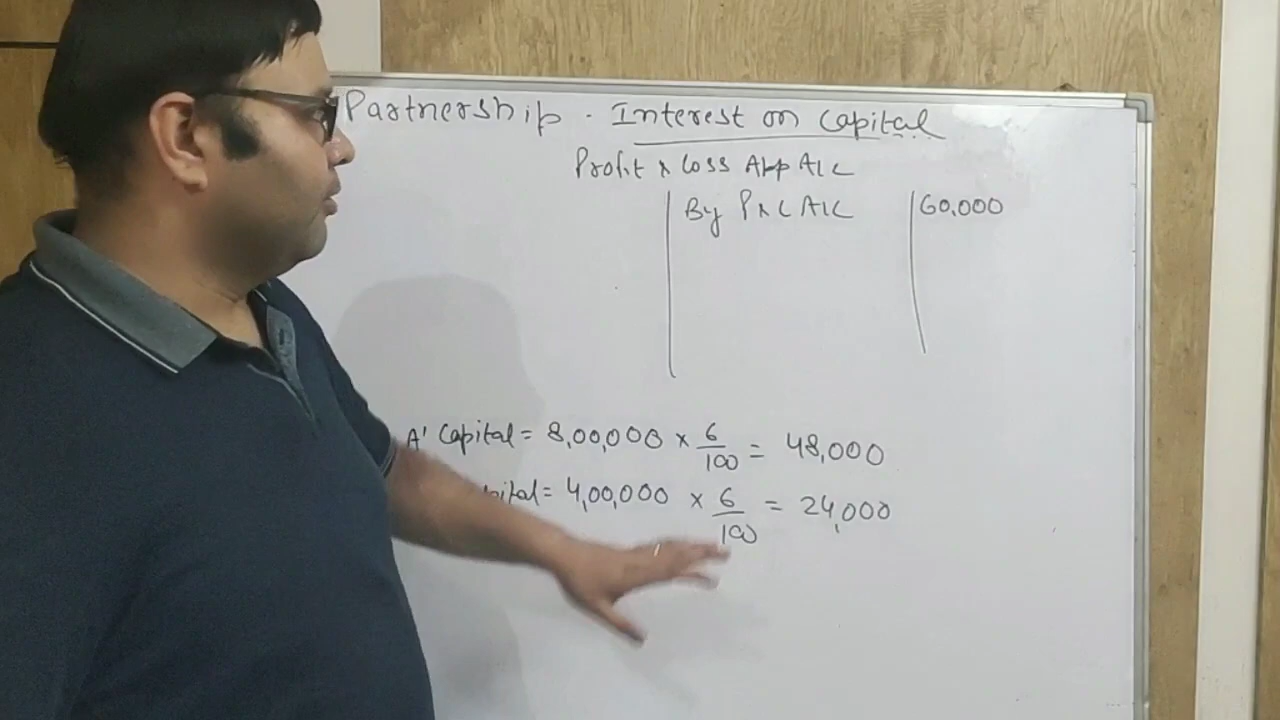 Partnership - Interest on Capital
Profit & Loss App A/C
By P & L A/C 60,000
A' Capital = 8,00,000 × 6/100 = 48,000
= 4,00,000 × 6/100 = 24,000